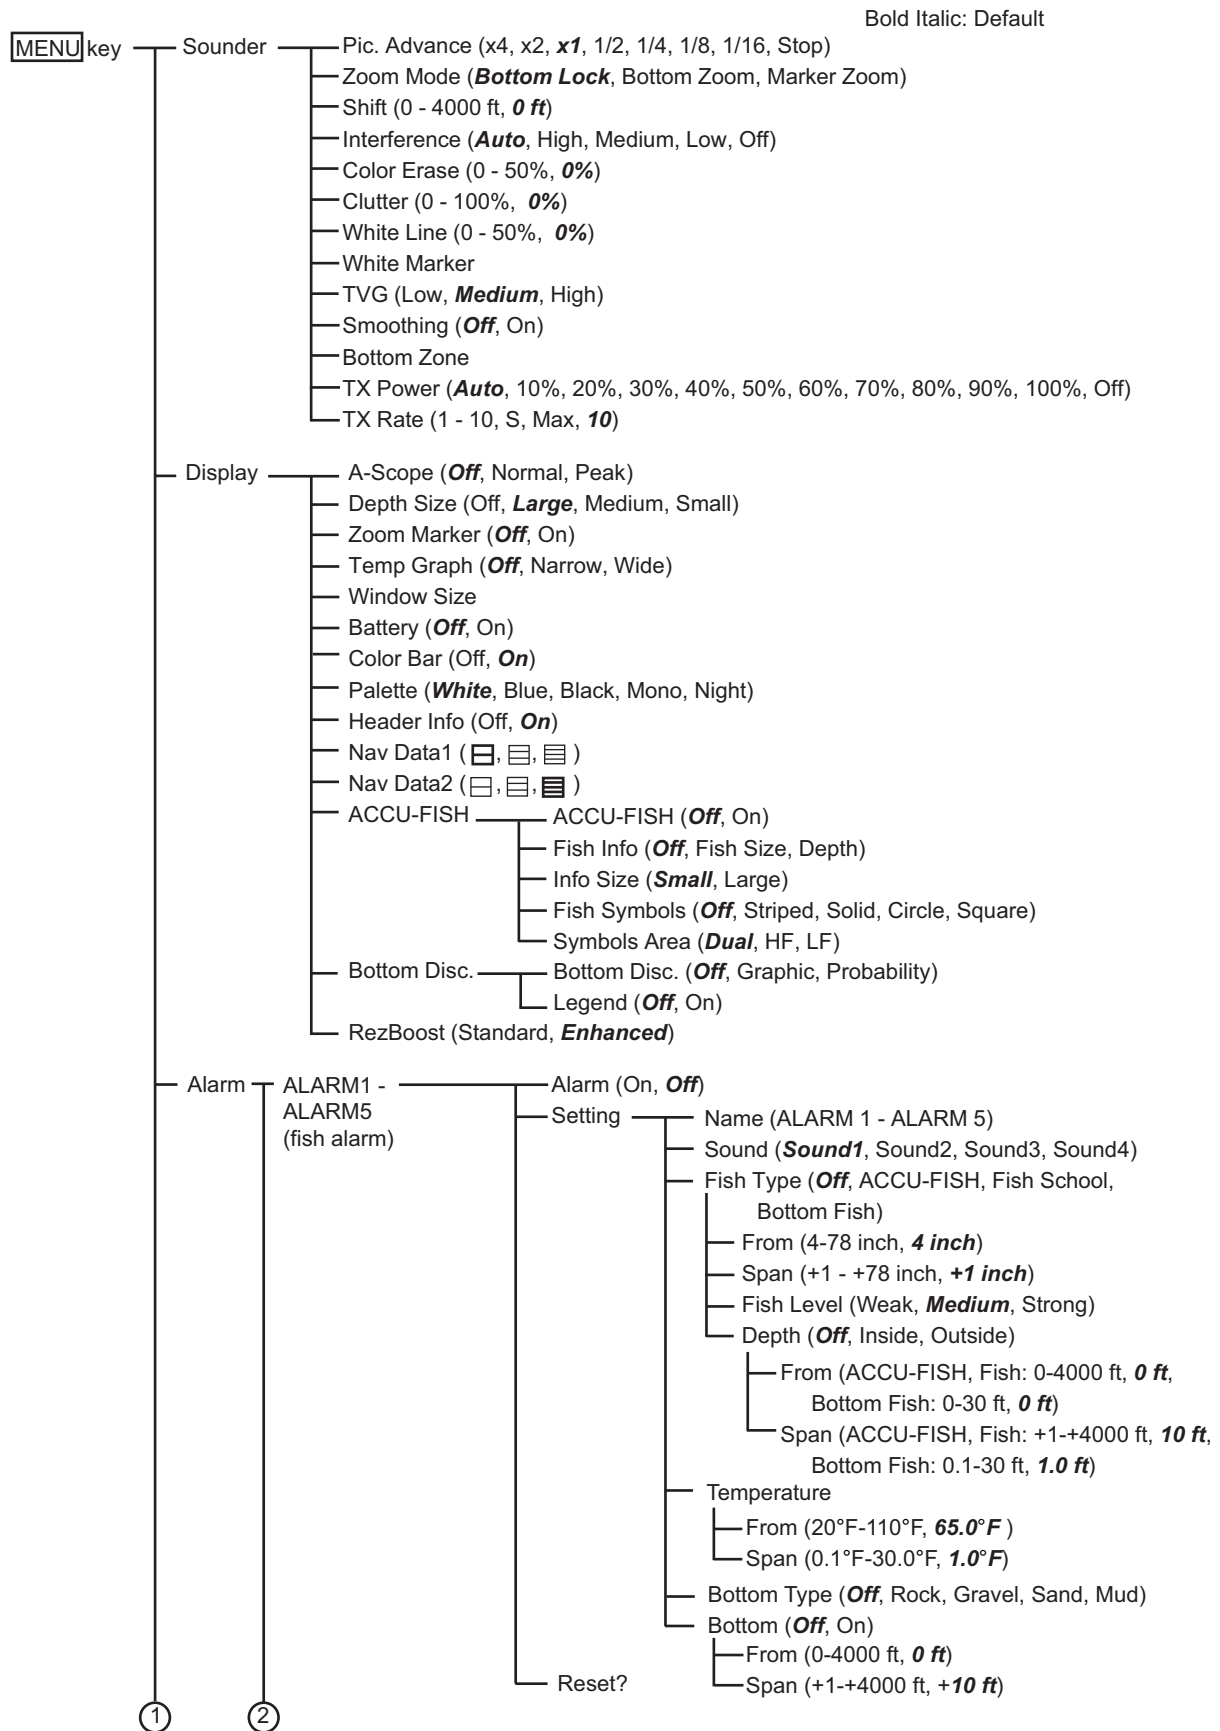 Bold Italic: Default
MENU key
Sounder
Pic. Advance (x4, x2, x1, 1/2, 1/4, 1/8, 1/16, Stop)
Zoom Mode (Bottom Lock, Bottom Zoom, Marker Zoom)
Shift (0 - 4000 ft, 0 ft)
Interference (Auto, High, Medium, Low, Off)
Color Erase (0 - 50%, 0%)
Clutter (0 - 100%, 0%)
White Line (0 - 50%, 0%)
White Marker
TVG (Low, Medium, High)
Smoothing (Off, On)
Bottom Zone
TX Power (Auto, 10%, 20%, 30%, 40%, 50%, 60%, 70%, 80%, 90%, 100%, Off)
TX Rate (1 - 10, S, Max, 10)
Display
A-Scope (Off, Normal, Peak)
Depth Size (Off, Large, Medium, Small)
Zoom Marker (Off, On)
Temp Graph (Off, Narrow, Wide)
Window Size
Battery (Off, On)
Color Bar (Off, On)
Palette (White, Blue, Black, Mono, Night)
Header Info (Off, On)
Nav Data1 ( , , )
Nav Data2 ( , , )
ACCU-FISH
ACCU-FISH (Off, On)
Fish Info (Off, Fish Size, Depth)
Info Size (Small, Large)
Fish Symbols (Off, Striped, Solid, Circle, Square)
Symbols Area (Dual, HF, LF)
Bottom Disc.
Bottom Disc. (Off, Graphic, Probability)
Legend (Off, On)
RezBoost (Standard, Enhanced)
Alarm
ALARM1 -
ALARM5
(fish alarm)
Alarm (On, Off)
Setting
Name (ALARM 1 - ALARM 5)
Sound (Sound1, Sound2, Sound3, Sound4)
Fish Type (Off, ACCU-FISH, Fish School,
Bottom Fish)
From (4-78 inch, 4 inch)
Span (+1 - +78 inch, +1 inch)
Fish Level (Weak, Medium, Strong)
Depth (Off, Inside, Outside)
From (ACCU-FISH, Fish: 0-4000 ft, 0 ft,
Bottom Fish: 0-30 ft, 0 ft)
Span (ACCU-FISH, Fish: +1-+4000 ft, 10 ft,
Bottom Fish: 0.1-30 ft, 1.0 ft)
Temperature
From (20°F-110°F, 65.0°F )
Span (0.1°F-30.0°F, 1.0°F)
Bottom Type (Off, Rock, Gravel, Sand, Mud)
Bottom (Off, On)
From (0-4000 ft, 0 ft)
Span (+1-+4000 ft, +10 ft)
Reset?
1
2